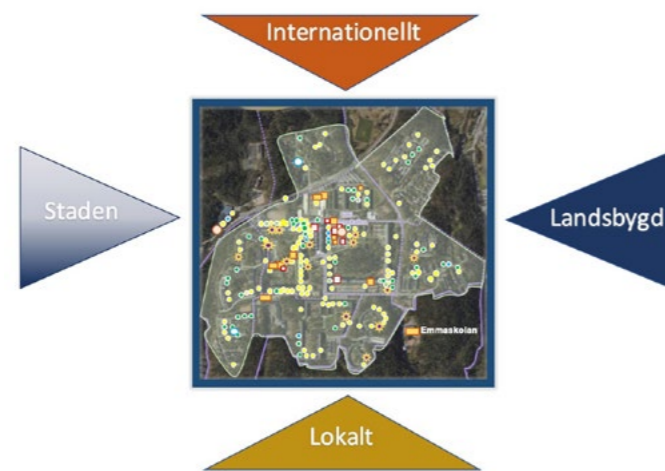 Internationellt
Staden
Landsbygd
Emmaskolan
Lokalt